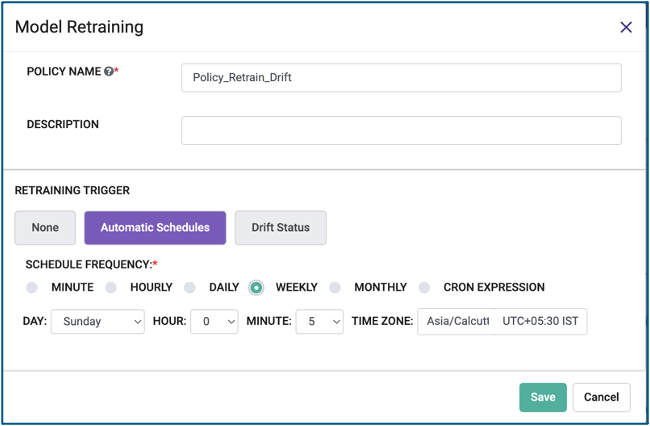 Model Retraining
POLICY NAME ?*
Policy_Retrain_Drift
DESCRIPTION
RETRAINING TRIGGER
None Automatic Schedules Drift Status
SCHEDULE FREQUENCY:*
MINUTE HOURLY DAILY WEEKLY MONTHLY CRON EXPRESSION
DAY: Sunday HOUR: 0 MINUTE: 5 TIME ZONE: Asia/Calcutt UTC+05:30 IST
Save Cancel